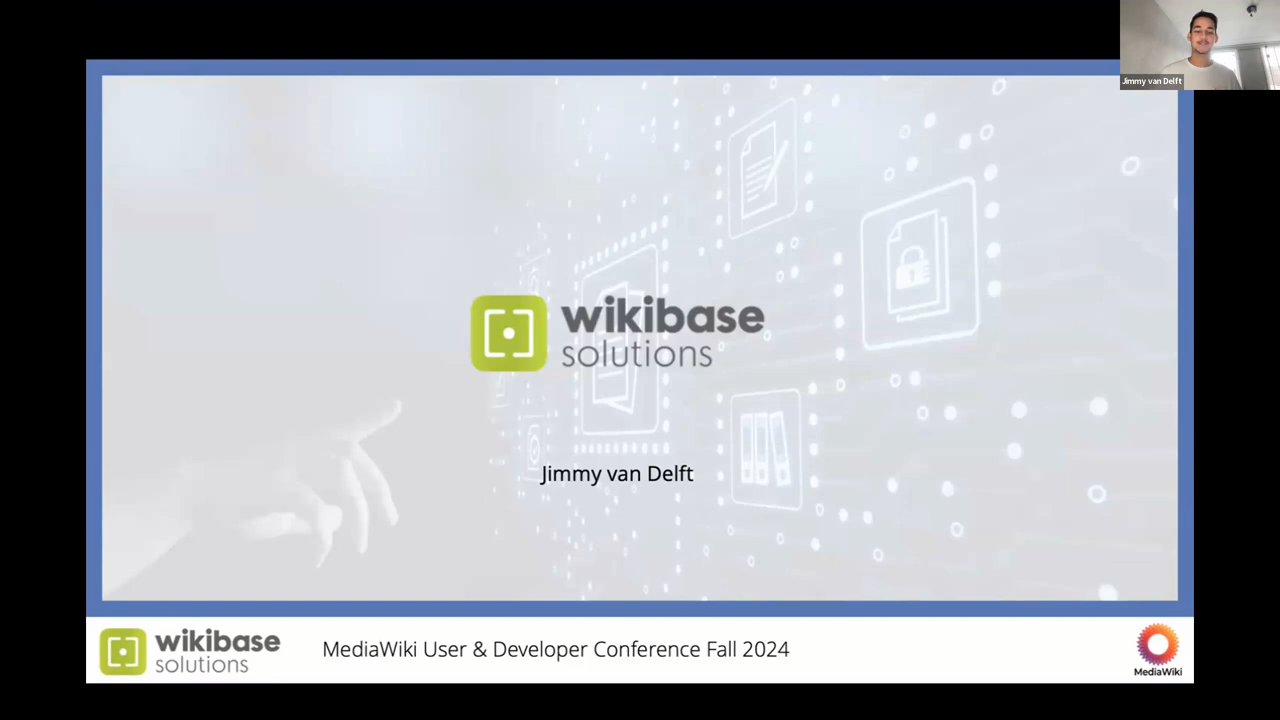 Jimmy van Delft
wikibase
solutions
Jimmy van Delft
wikibase
solutions
MediaWiki User & Developer Conference Fall 2024
MediaWiki